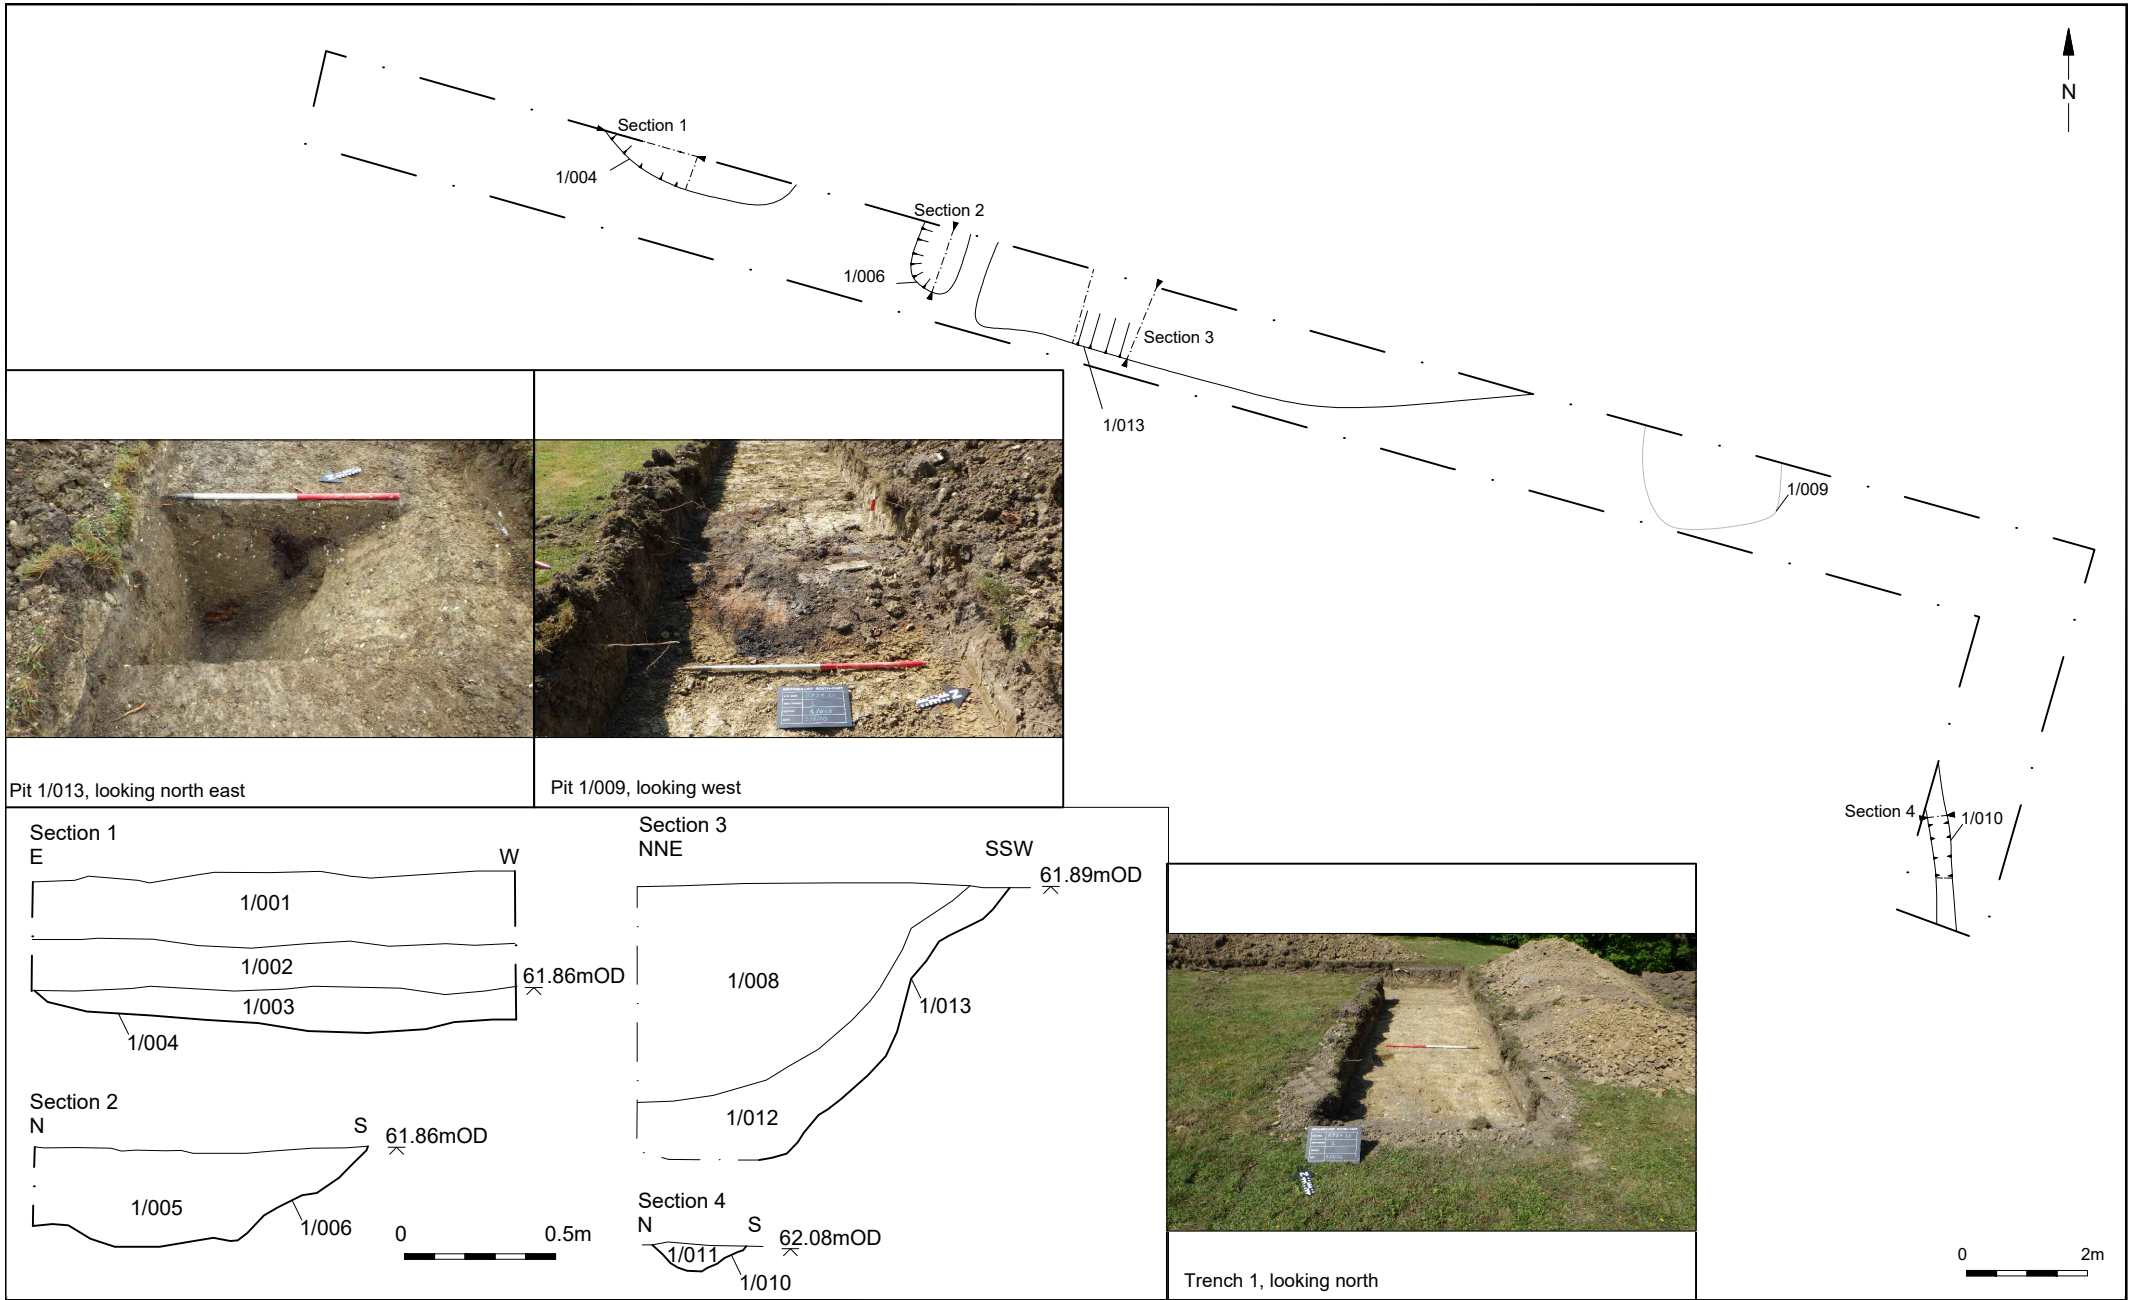 N
Section 1
1/004
Section 2
1/006
Section 3
1/013
1/009
Section 4
1/010
Pit 1/013, looking north east
Pit 1/009, looking west
Section 1
E W
1/001
1/002
61.86mOD
1/003
1/004
Section 2
N S
61.86mOD
1/005
1/006
0 0.5m
Section 3
NNE SSW
61.89mOD
1/008
1/013
1/012
Section 4
N S
62.08mOD
1/011
1/010
Trench 1, looking north
0 2m